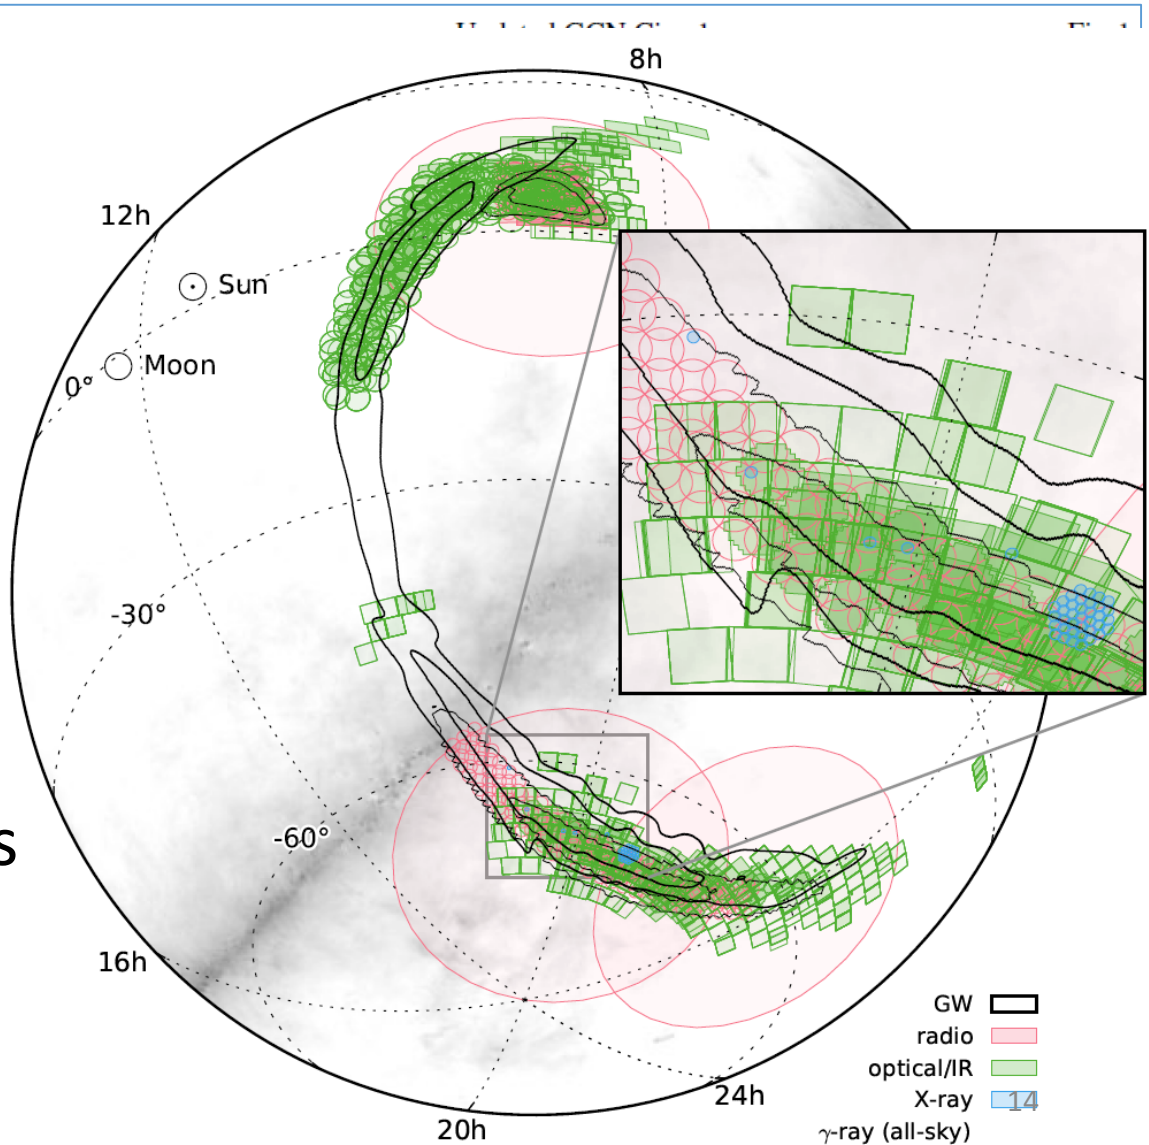 8h
12h
Sun
Moon
0°
-30°
-60°
s
16h
GW
radio
optical/IR
X-ray
14
24h
20h
γ-ray (all-sky)